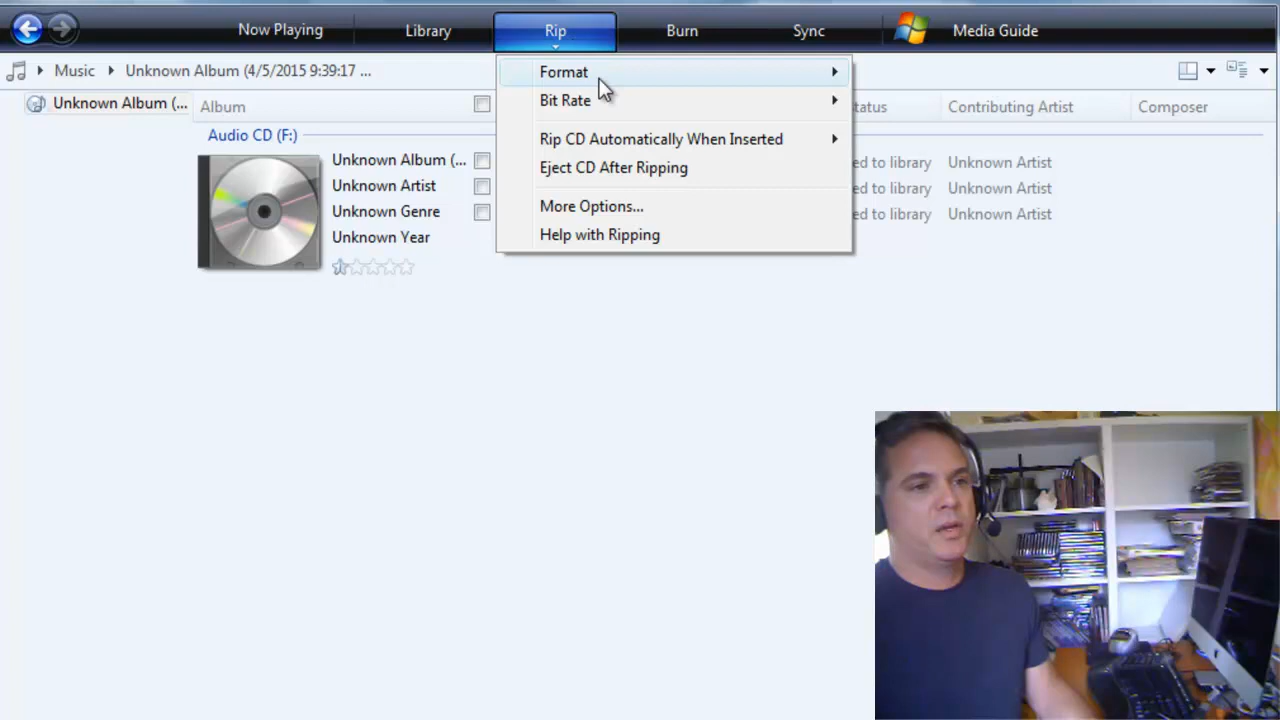 Now Playing Library Rip Burn Sync Media Guide
Music Unknown Album (4/5/2015 9:39:17 ...
Unknown Album (... Album tatus Contributing Artist Composer
Audio CD (F:)
Unknown Album (...
Unknown Artist
Unknown Genre
Unknown Year
Format
Bit Rate
Rip CD Automatically When Inserted
Eject CD After Ripping
More Options...
Help with Ripping
ed to library Unknown Artist
ed to library Unknown Artist
ed to library Unknown Artist